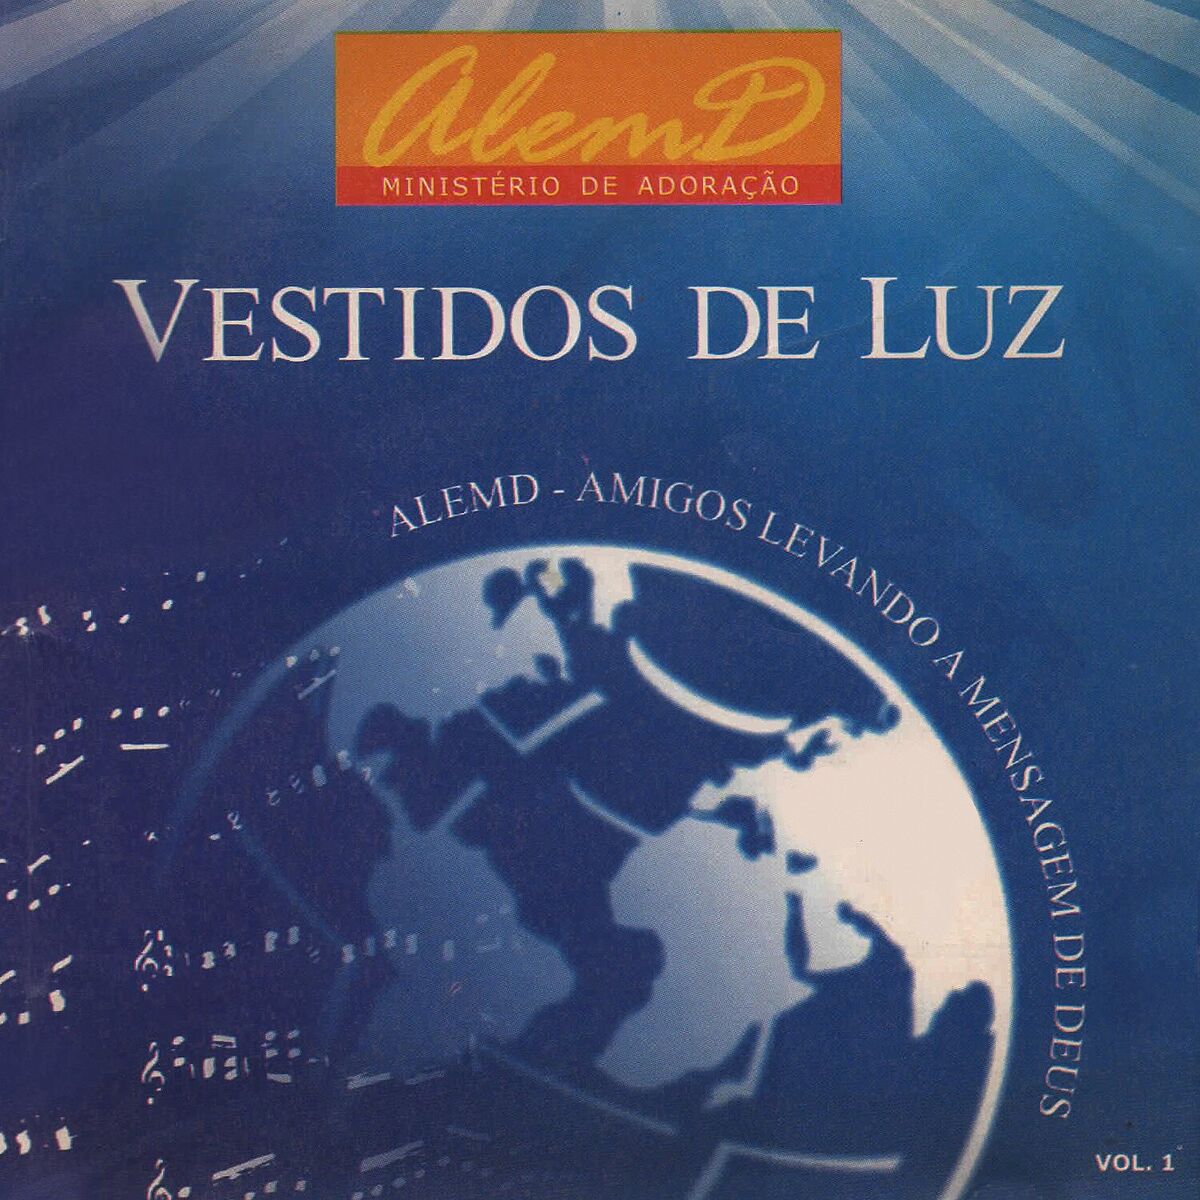 AlemD
MINISTÉRIO DE ADORAÇÃO
VESTIDOS DE LUZ
ALEMD - AMIGOS LEVANDO A MENSAGEM DE DEUS
VOL. 1